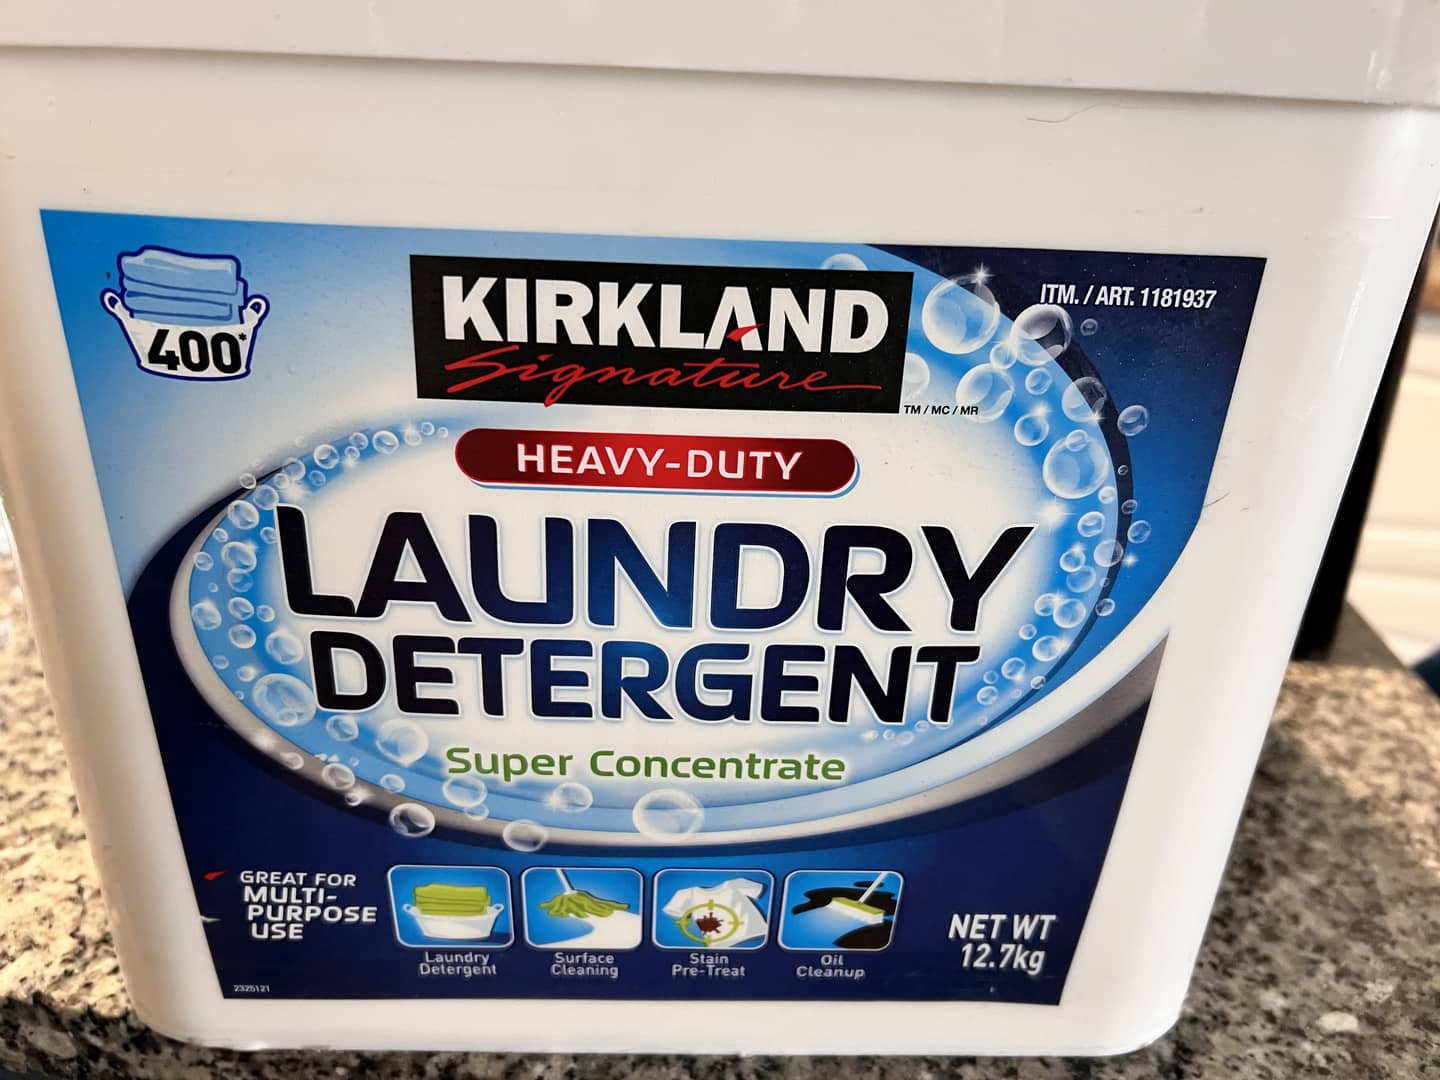 400*
KIRKLAND
Signature
TM / MC / MR
ITM. / ART. 1181937
HEAVY-DUTY
LAUNDRY
DETERGENT
Super Concentrate
GREAT FOR
MULTI-
PURPOSE
USE
Laundry
Detergent
Surface
Cleaning
Stain
Pre-Treat
Oil
Cleanup
NET WT
12.7kg
2325121